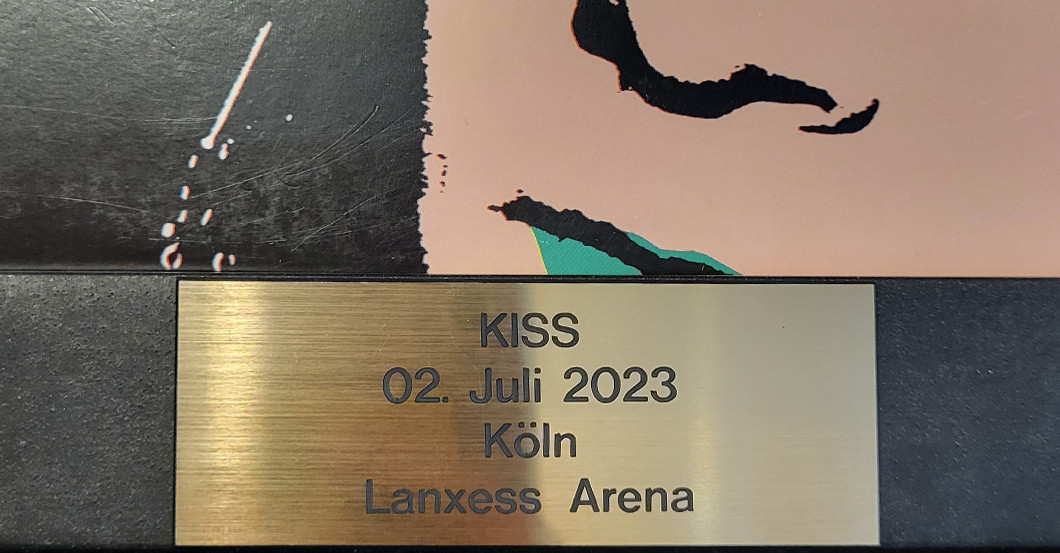 KISS
02. Juli 2023
Köln
Lanxess Arena